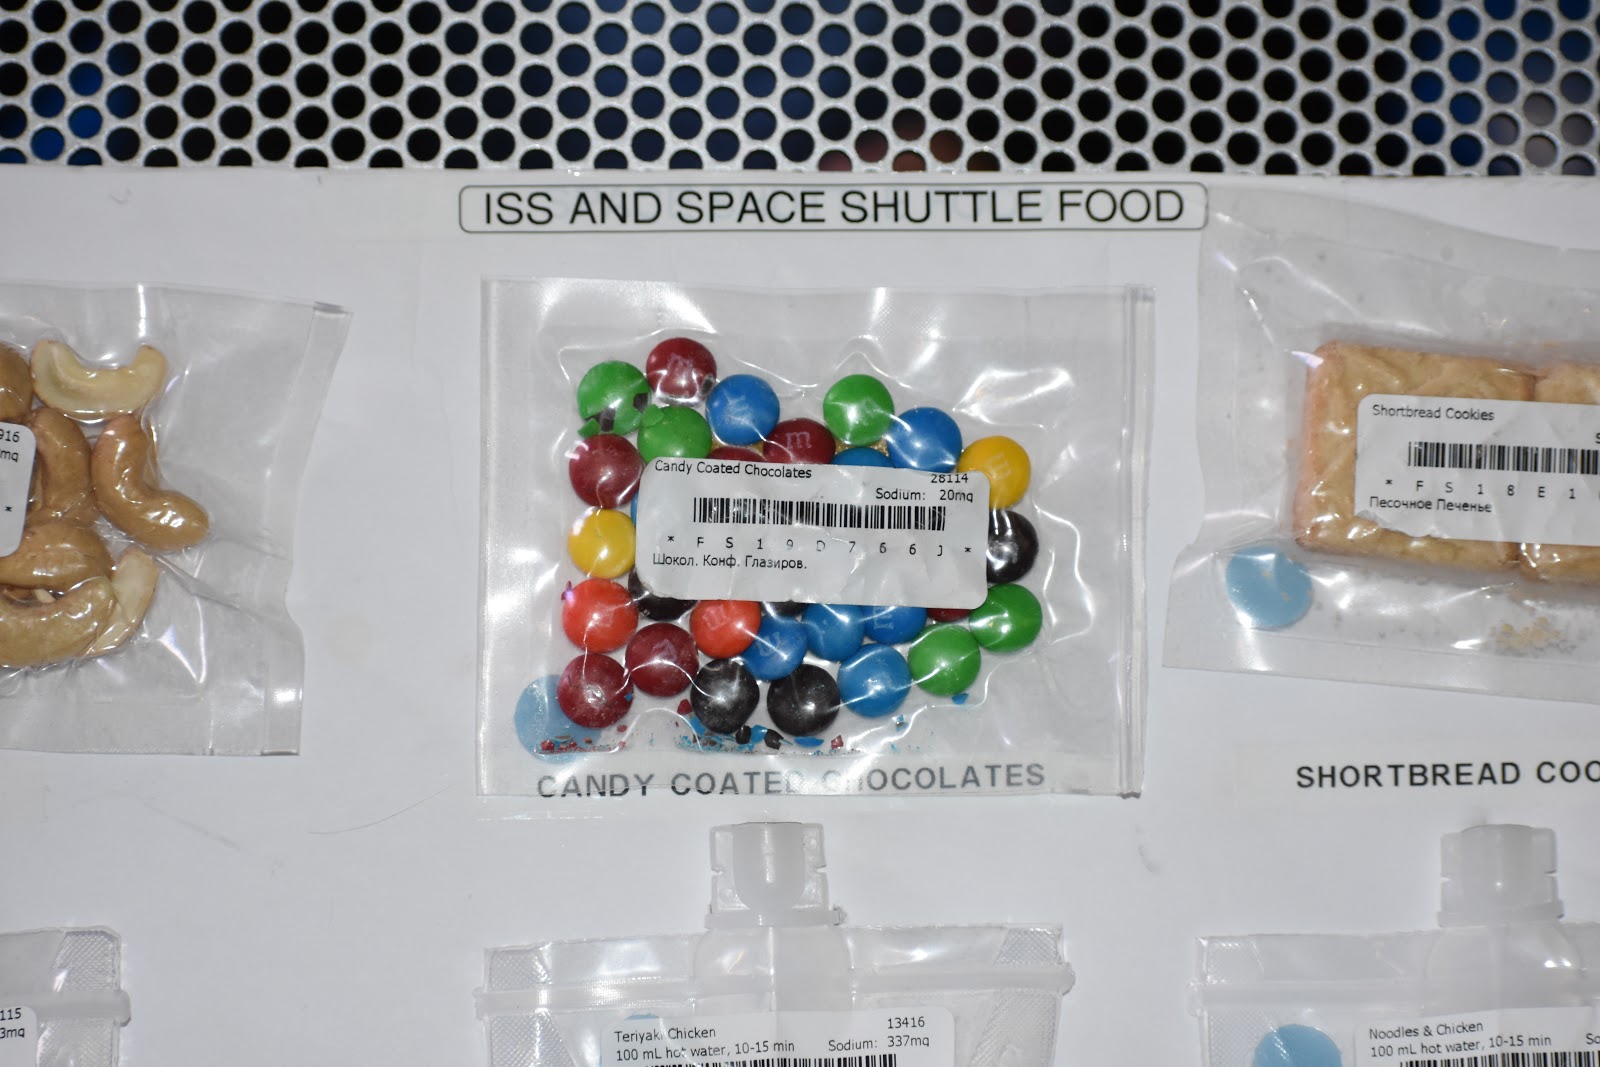 ISS AND SPACE SHUTTLE FOOD
916
mg
*
Candy Coated Chocolates
28114
Sodium: 20mg
* F S 1 9 D 7 6 6 J *
Шокол. Конф. Глазиров.
CANDY COATED CHOCOLATES
Shortbread Cookies
S
* F S 1 8 E 1
Песочное Печенье
SHORTBREAD COO
115
3mg
Teriyaki Chicken
13416
100 mL hot water, 10-15 min Sodium: 337mg
Noodles & Chicken
100 mL hot water, 10-15 min So